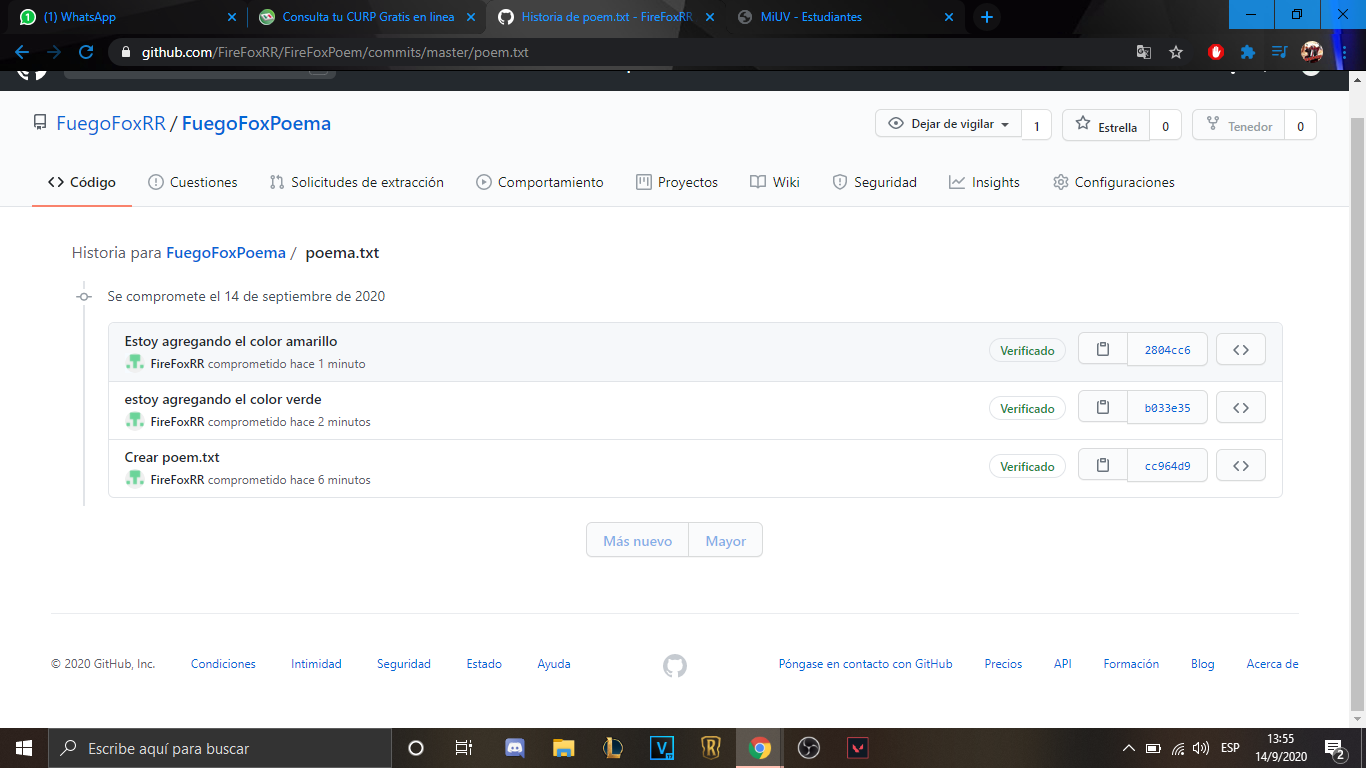 (1) WhatsApp
Consulta tu CURP Gratis en linea
Historia de poem.txt - FireFoxRR
MiUV - Estudiantes
github.com/FireFoxRR/FireFoxPoem/commits/master/poem.txt
FuegoFoxRR / FuegoFoxPoema
Dejar de vigilar 1
Estrella 0
Tenedor 0
Código
Cuestiones
Solicitudes de extracción
Comportamiento
Proyectos
Wiki
Seguridad
Insights
Configuraciones
Historia para FuegoFoxPoema / poema.txt
Se compromete el 14 de septiembre de 2020
Estoy agregando el color amarillo
FireFoxRR comprometido hace 1 minuto
Verificado
2804cc6
estoy agregando el color verde
FireFoxRR comprometido hace 2 minutos
Verificado
b033e35
Crear poem.txt
FireFoxRR comprometido hace 6 minutos
Verificado
cc964d9
Más nuevo
Mayor
© 2020 GitHub, Inc.
Condiciones
Intimidad
Seguridad
Estado
Ayuda
Póngase en contacto con GitHub
Precios
API
Formación
Blog
Acerca de
Escribe aquí para buscar
ESP
13:55
14/9/2020
2